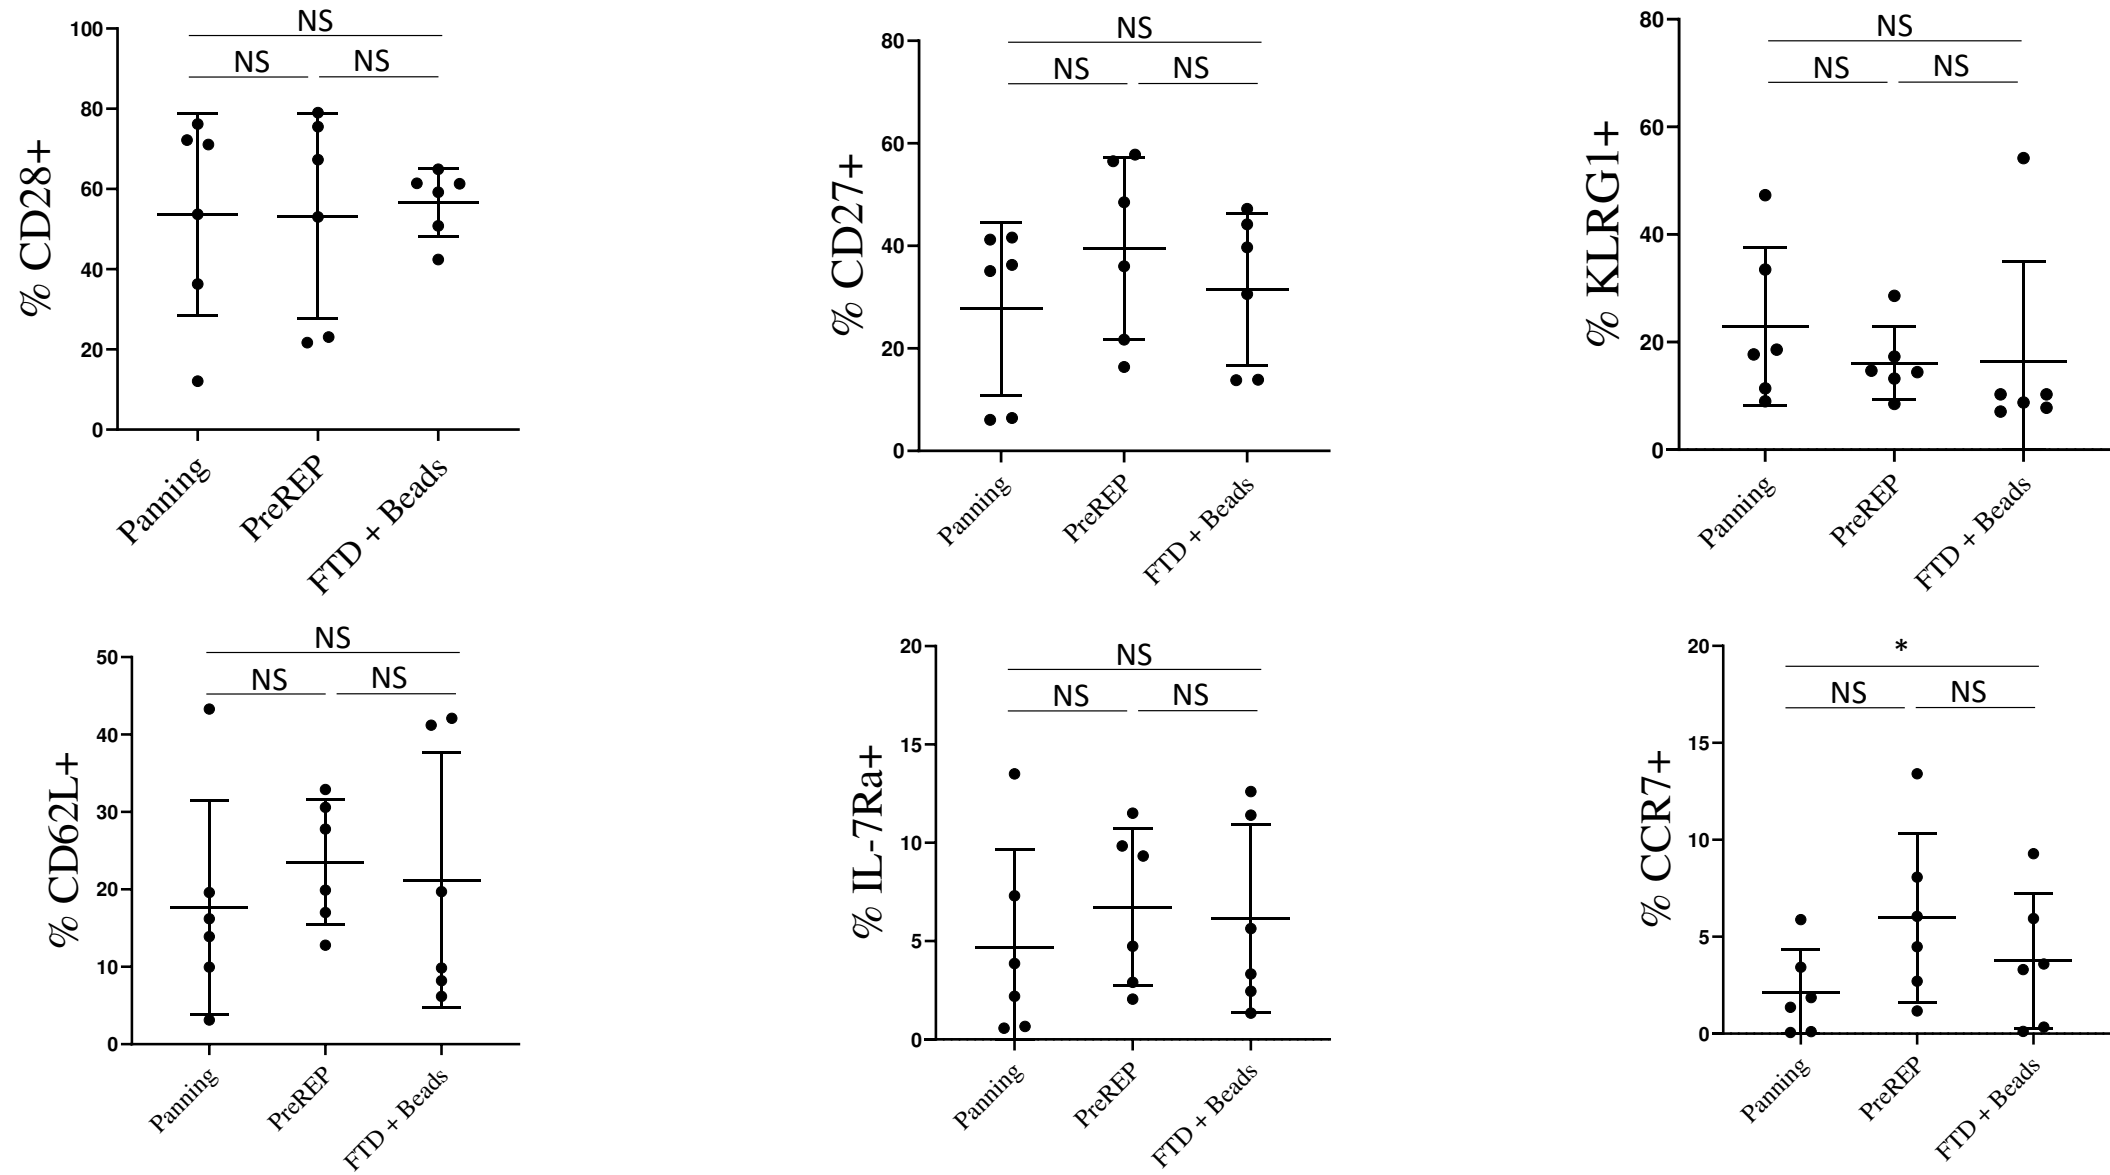 NS
NS NS
100
80
60
40
20
0
% CD28+
Panning
PreREP
FTD + Beads
NS
NS NS
80
60
40
20
0
% CD27+
Panning
PreREP
FTD + Beads
NS
NS NS
80
60
40
20
0
% KLRG1+
Panning
PreREP
FTD + Beads
NS
NS NS
50
40
30
20
10
0
% CD62L+
Panning
PreREP
FTD + Beads
NS
NS NS
20
15
10
5
0
% IL-7Ra+
Panning
PreREP
FTD + Beads
*
NS NS
20
15
10
5
0
% CCR7+
Panning
PreREP
FTD + Beads